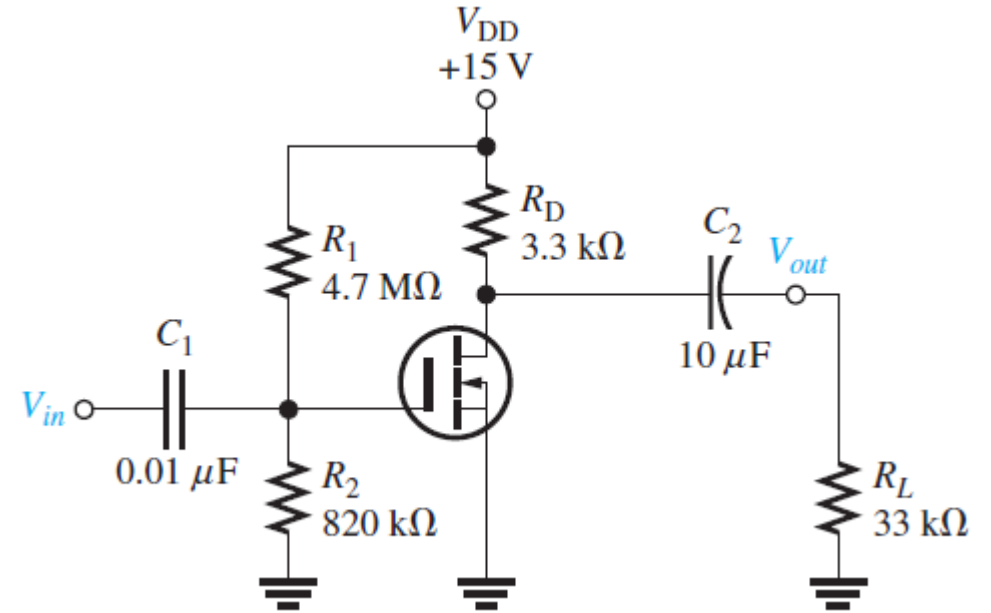 V_DD
+15 V
R_D
3.3 kΩ
C_2
V_out
R_1
4.7 MΩ
10 μF
C_1
V_in
0.01 μF
R_2
820 kΩ
R_L
33 kΩ